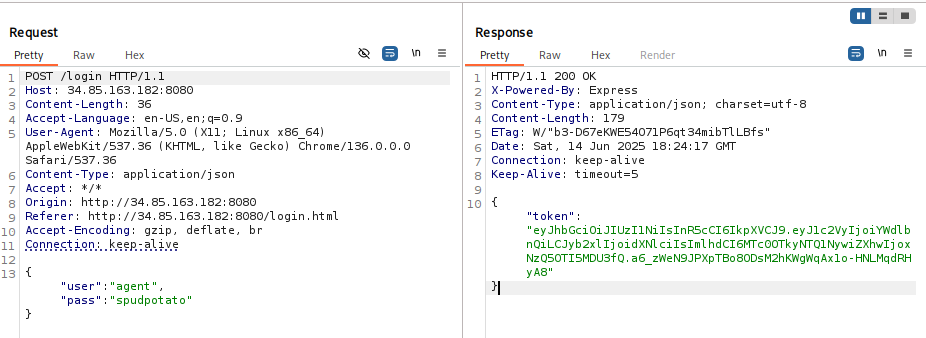 Request
Pretty Raw Hex
\n
1 POST /login HTTP/1.1
2 Host: 34.85.163.182:8080
3 Content-Length: 36
4 Accept-Language: en-US,en;q=0.9
5 User-Agent: Mozilla/5.0 (X11; Linux x86_64)
AppleWebKit/537.36 (KHTML, like Gecko) Chrome/136.0.0.0
Safari/537.36
6 Content-Type: application/json
7 Accept: */*
8 Origin: http://34.85.163.182:8080
9 Referer: http://34.85.163.182:8080/login.html
10 Accept-Encoding: gzip, deflate, br
11 Connection: keep-alive
12
13 {
"user":"agent",
"pass":"spudpotato"
}
Response
Pretty Raw Hex Render
\n
1 HTTP/1.1 200 OK
2 X-Powered-By: Express
3 Content-Type: application/json; charset=utf-8
4 Content-Length: 179
5 ETag: W/"b3-D67eKWE54O71P6qt34mibTlLBfs"
6 Date: Sat, 14 Jun 2025 18:24:17 GMT
7 Connection: keep-alive
8 Keep-Alive: timeout=5
9
10 {
"token":
"eyJhbGciOiJIUzI1NiIsInR5cCI6IkpXVCJ9.eyJ1c2VyIjoiYWdlb
nQiLCJyb2xlIjoidXNlciIsImlhdCI6MTc0OTkyNTQ1NywiZXhwIjox
NzQ5OTI5MDU3fQ.a6_zWeN9JPXpTBo8ODsM2hKWgWqAx1o-HNLMqdRH
yA8"
}